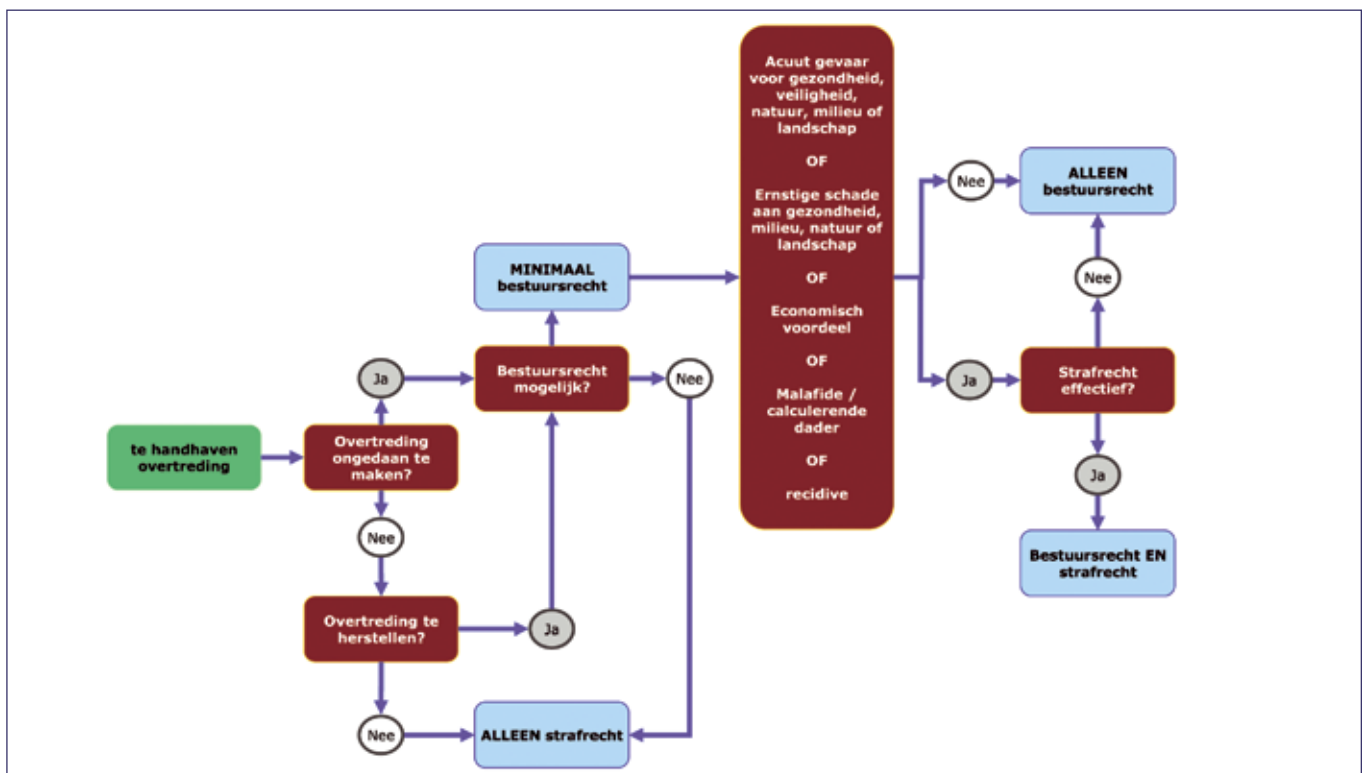 te handhaven
overtreding
Overtreding
ongedaan te
maken?
Ja
Nee
Overtreding te
herstellen?
Ja
Nee
ALLEEN strafrecht
Bestuursrecht
mogelijk?
Nee
MINIMAAL
bestuursrecht
Acuut gevaar
voor gezondheid,
veiligheid,
natuur, milieu of
landschap
OF
Ernstige schade
aan gezondheid,
milieu, natuur of
landschap
OF
Economisch
voordeel
OF
Malafide /
calculerende
dader
OF
recidive
Nee
ALLEEN
bestuursrecht
Nee
Ja
Strafrecht
effectief?
Ja
Bestuursrecht EN
strafrecht